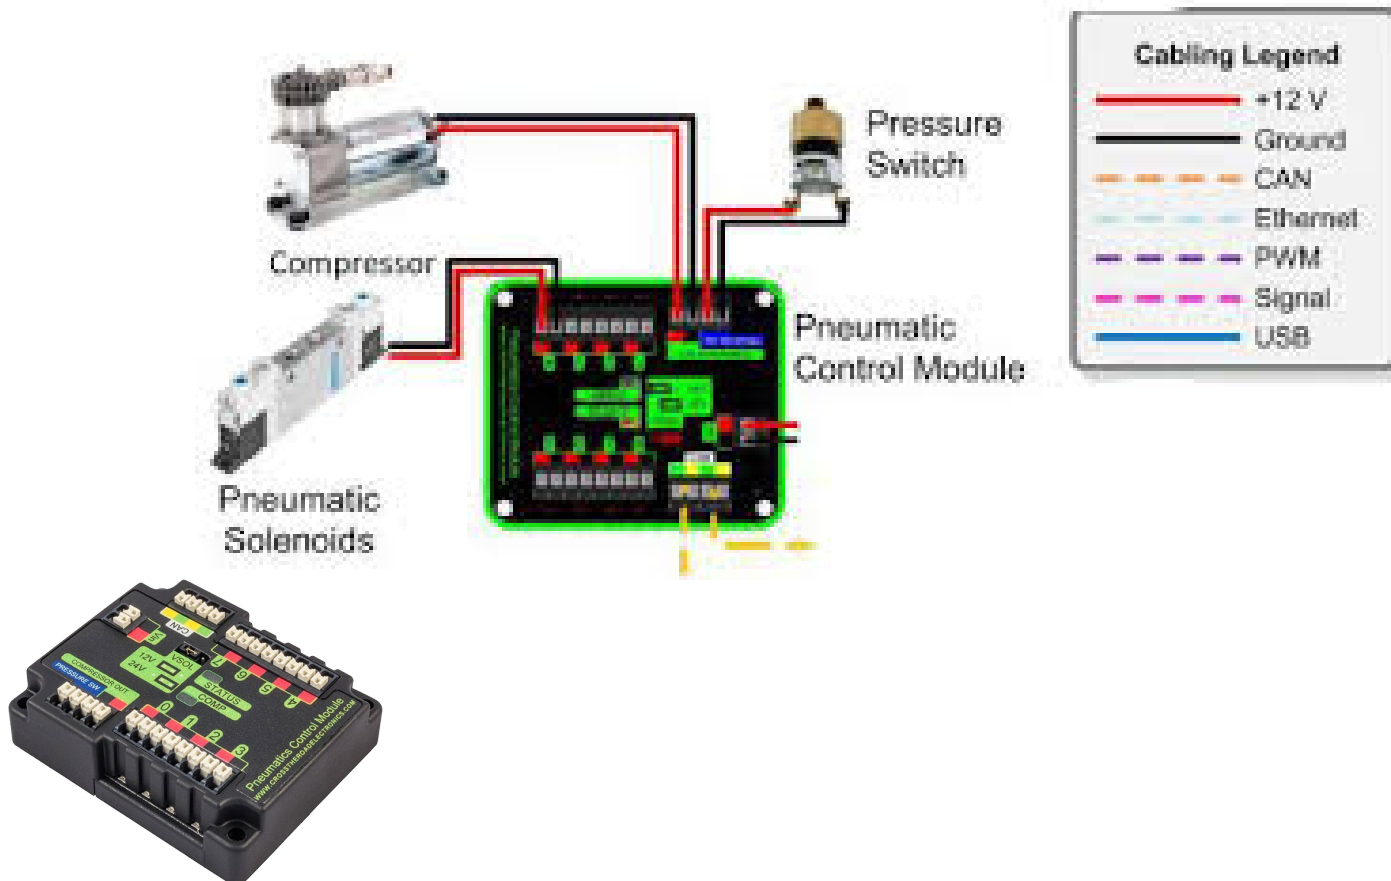 Cabling Legend
+12 V
Ground
CAN
Ethernet
PWM
Signal
USB
Pressure
Switch
Compressor
Pneumatic
Control Module
Pneumatic
Solenoids
CAN
Vin
VSOL
12V
24V
7
6
5
4
STATUS
COMP
COMPRESSOR OUT
PRESSURE SW
0
1
2
3
Pneumatics Control Module
WWW.CROSSTHEROADELECTRONICS.COM